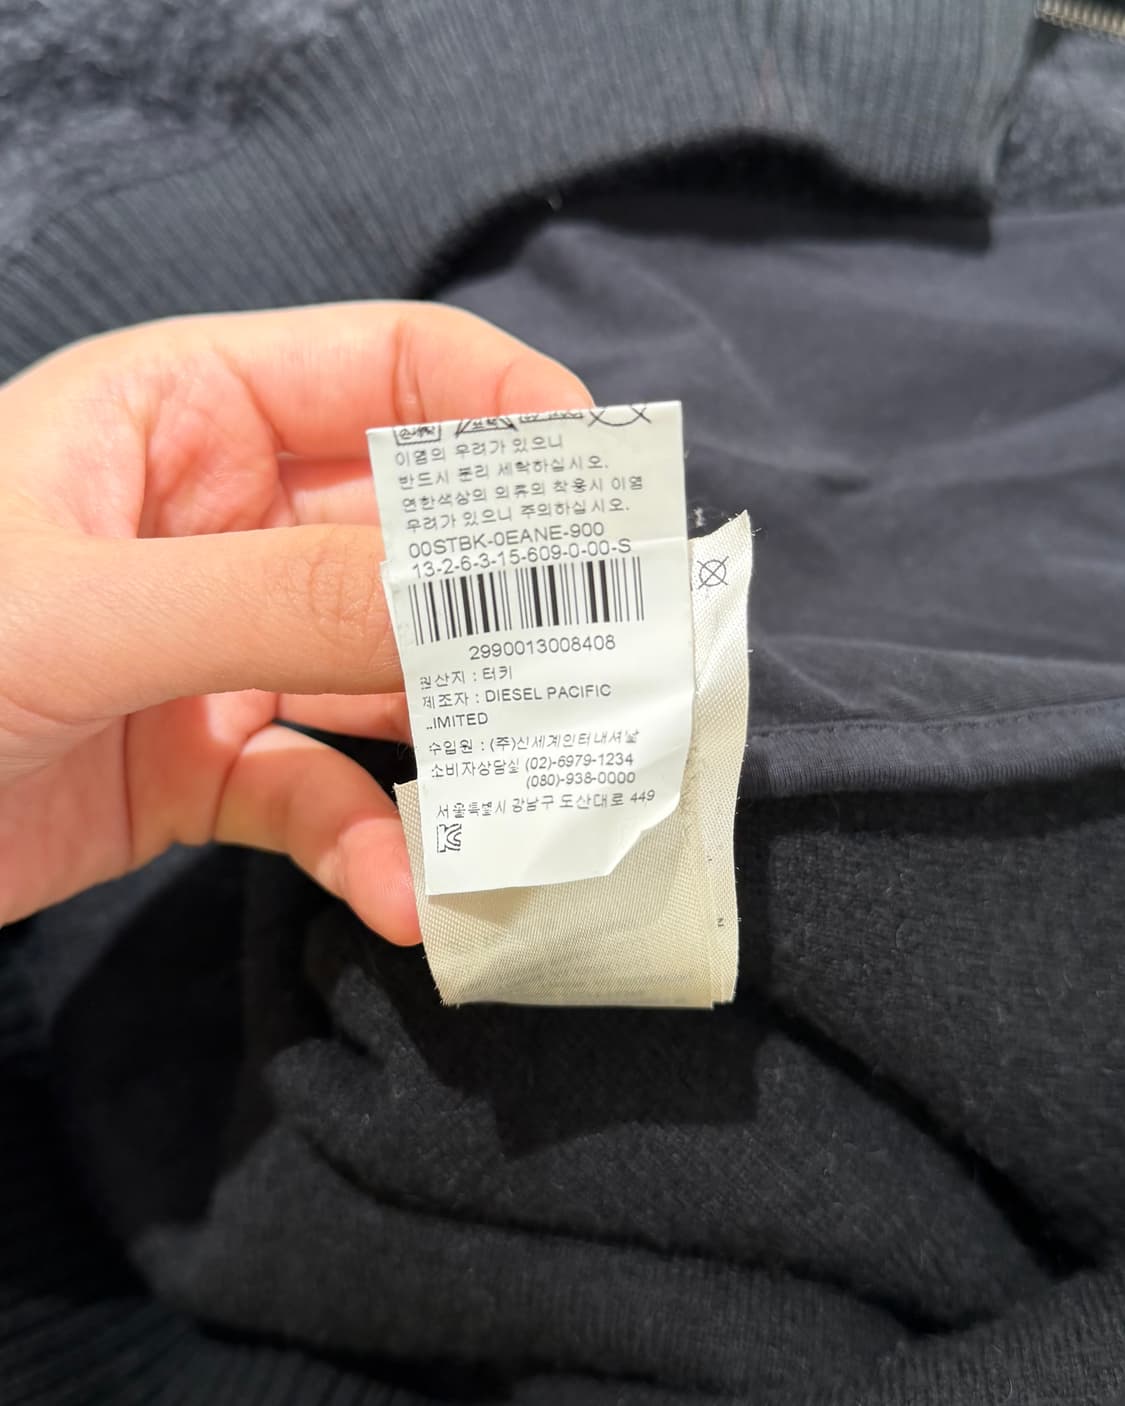 이염의 우려가 있으니
반드시 분리 세탁하십시오.
연한색상의 의류의 착용시 이염
우려가 있으니 주의하십시오.
00STBK-0EANE-900
13-2-6-3-15-609-0-00-S
2990013008408
원산지 : 터키
제조자 : DIESEL PACIFIC
LIMITED
수입원 : (주)신세계인터내셔날
소비자상담실 (02)-6979-1234
(080)-938-0000
서울특별시 강남구 도산대로 449